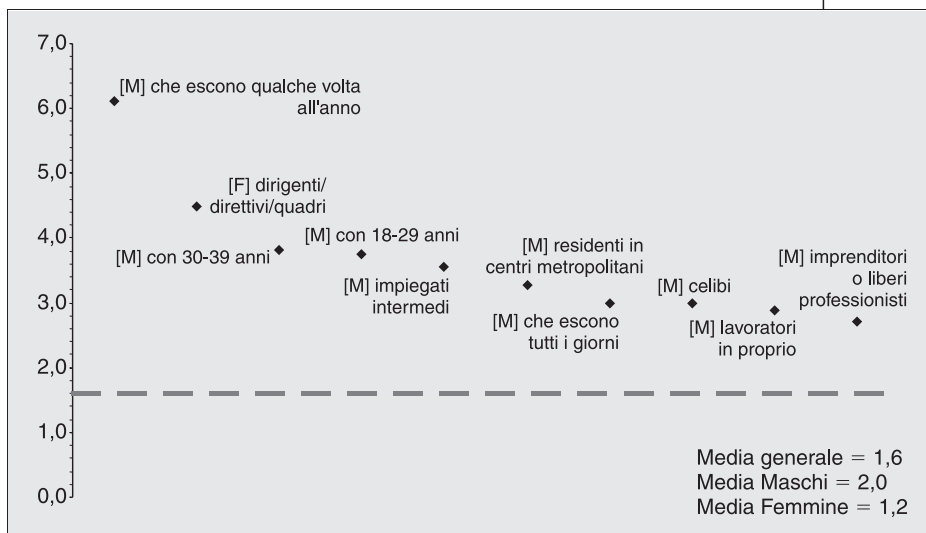 7,0
6,0
5,0
4,0
3,0
2,0
1,0
0,0
[M] che escono qualche volta
all'anno
[F] dirigenti/
direttivi/quadri
[M] con 30-39 anni
[M] con 18-29 anni
[M] impiegati
intermedi
[M] residenti in
centri metropolitani
[M] che escono
tutti i giorni
[M] celibi
[M] lavoratori
in proprio
[M] imprenditori
o liberi
professionisti
Media generale = 1,6
Media Maschi = 2,0
Media Femmine = 1,2